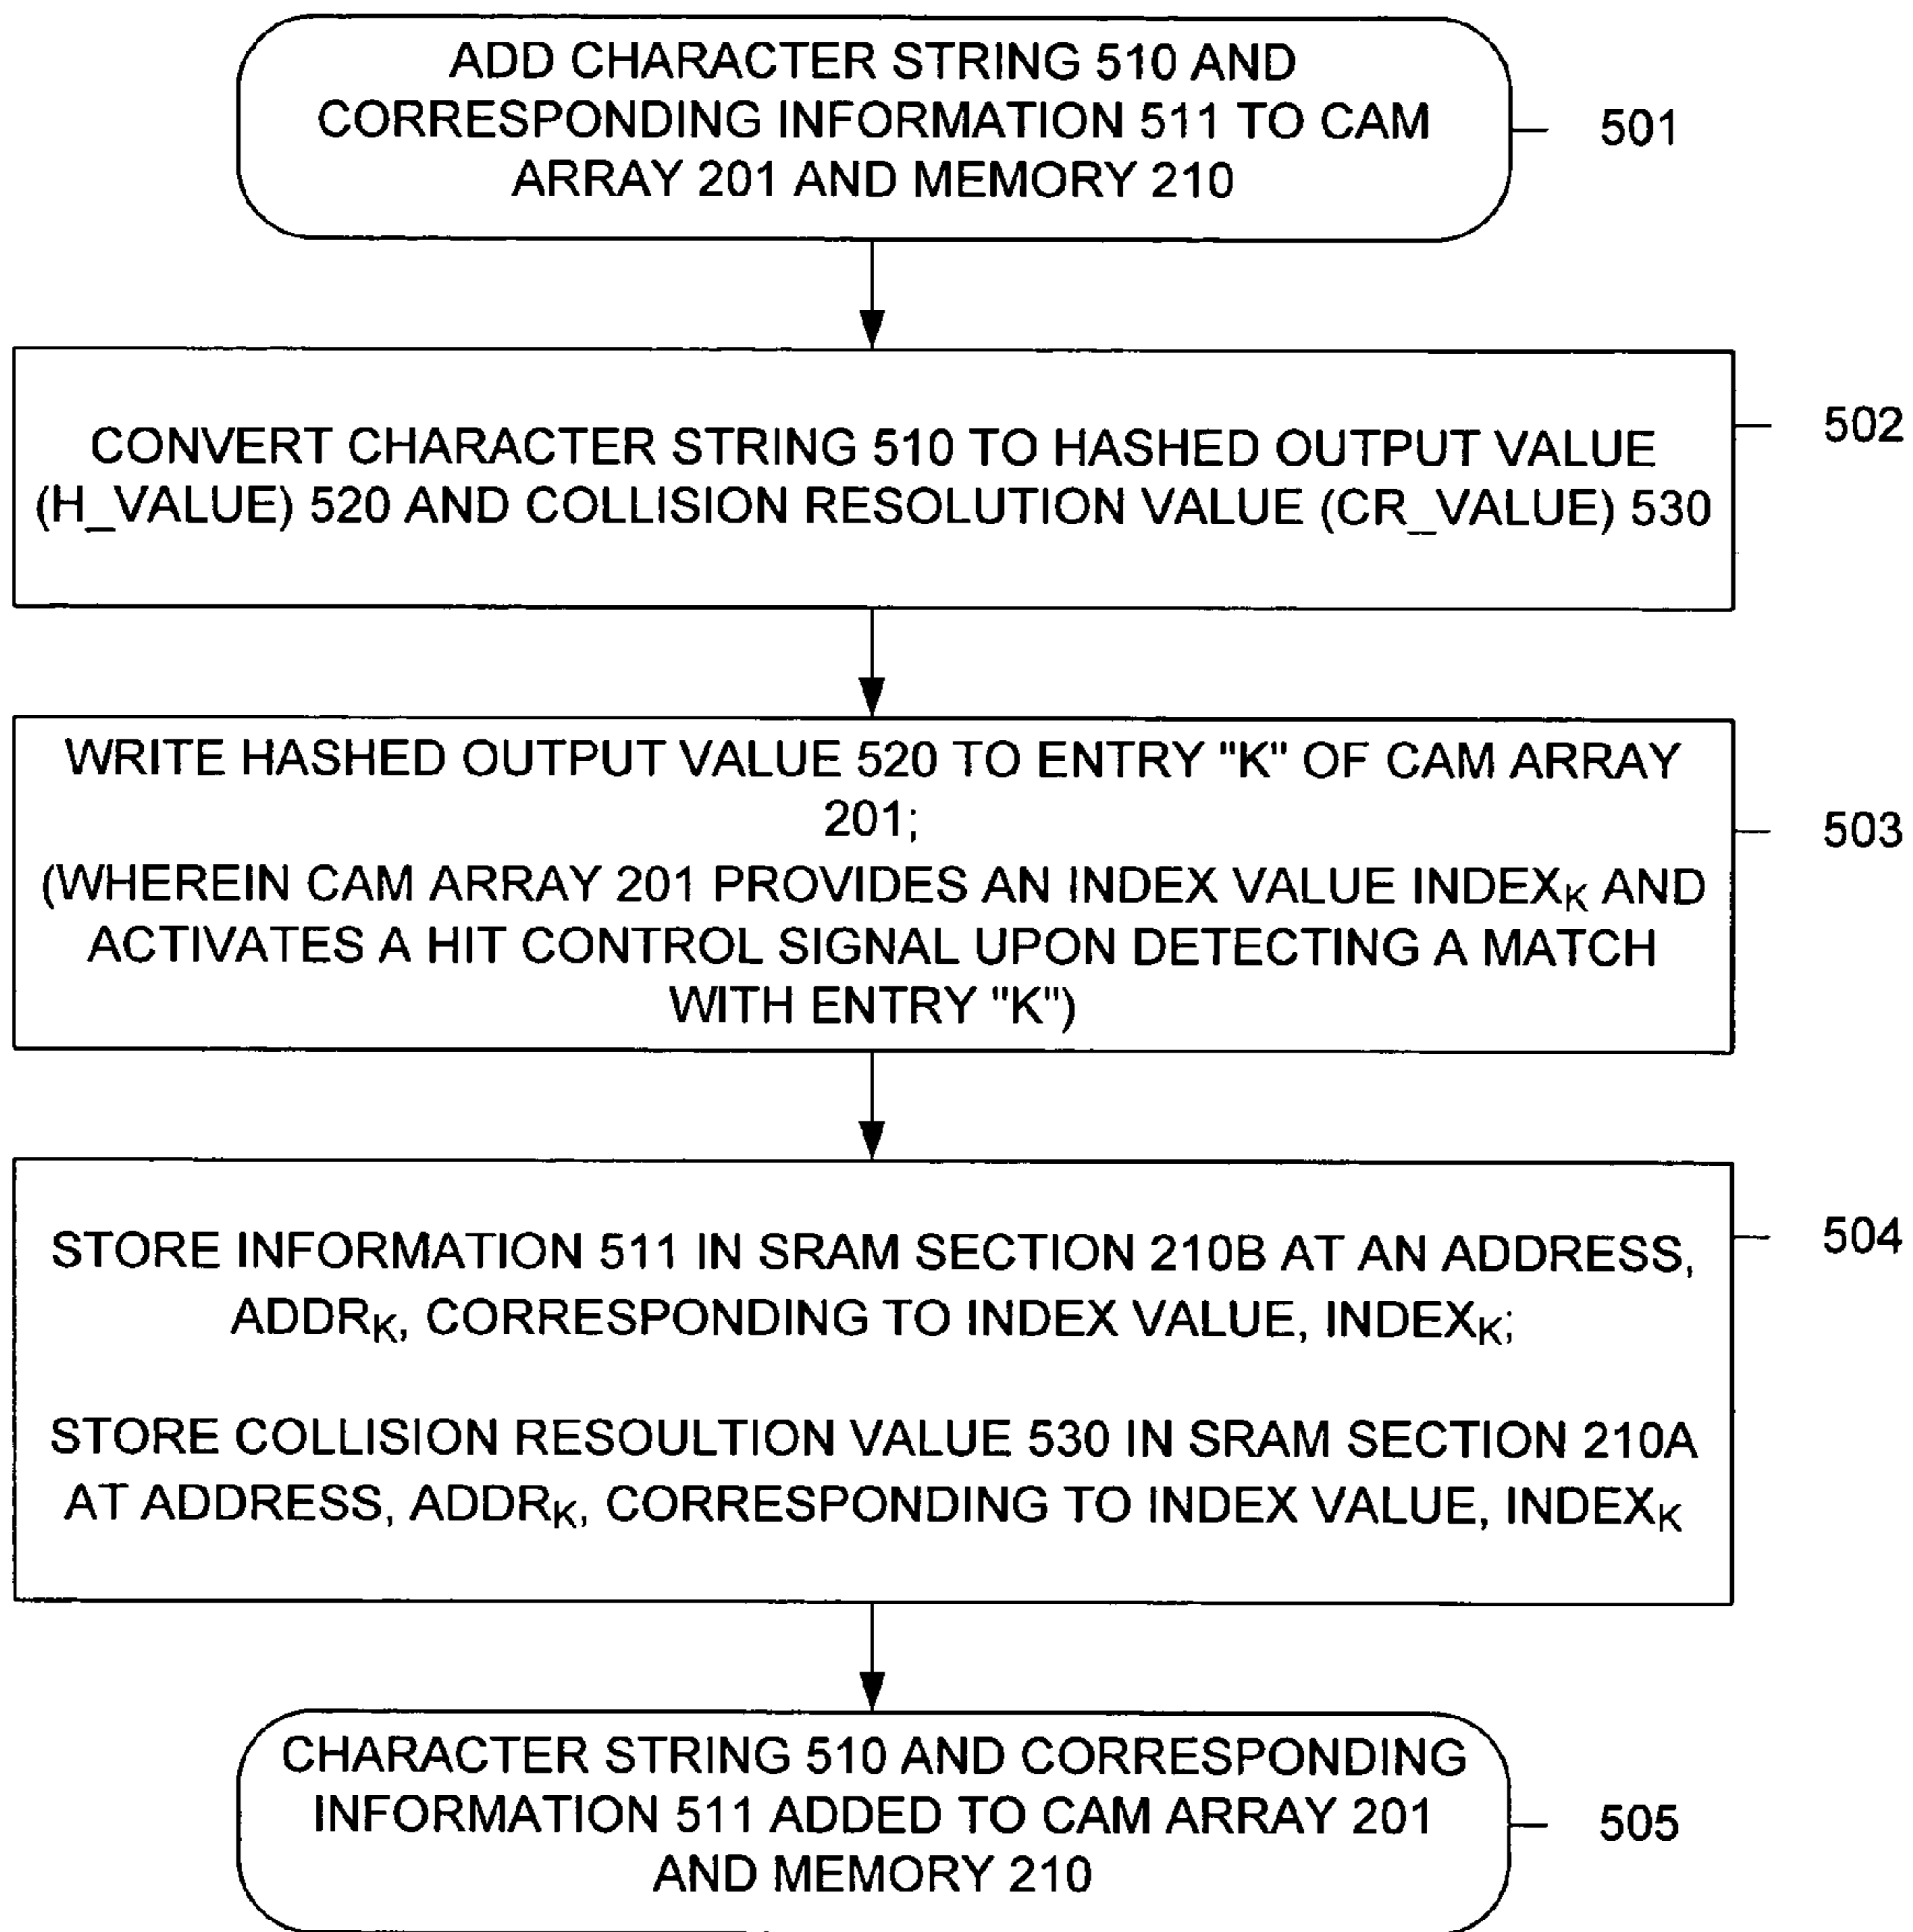 ADD CHARACTER STRING 510 AND
CORRESPONDING INFORMATION 511 TO CAM
ARRAY 201 AND MEMORY 210
501
CONVERT CHARACTER STRING 510 TO HASHED OUTPUT VALUE
(H_VALUE) 520 AND COLLISION RESOLUTION VALUE (CR_VALUE) 530
502
WRITE HASHED OUTPUT VALUE 520 TO ENTRY "K" OF CAM ARRAY
201;
(WHEREIN CAM ARRAY 201 PROVIDES AN INDEX VALUE INDEXK AND
ACTIVATES A HIT CONTROL SIGNAL UPON DETECTING A MATCH
WITH ENTRY "K")
503
STORE INFORMATION 511 IN SRAM SECTION 210B AT AN ADDRESS,
ADDRK, CORRESPONDING TO INDEX VALUE, INDEXK;
STORE COLLISION RESOULTION VALUE 530 IN SRAM SECTION 210A
AT ADDRESS, ADDRK, CORRESPONDING TO INDEX VALUE, INDEXK
504
CHARACTER STRING 510 AND CORRESPONDING
INFORMATION 511 ADDED TO CAM ARRAY 201
AND MEMORY 210
505